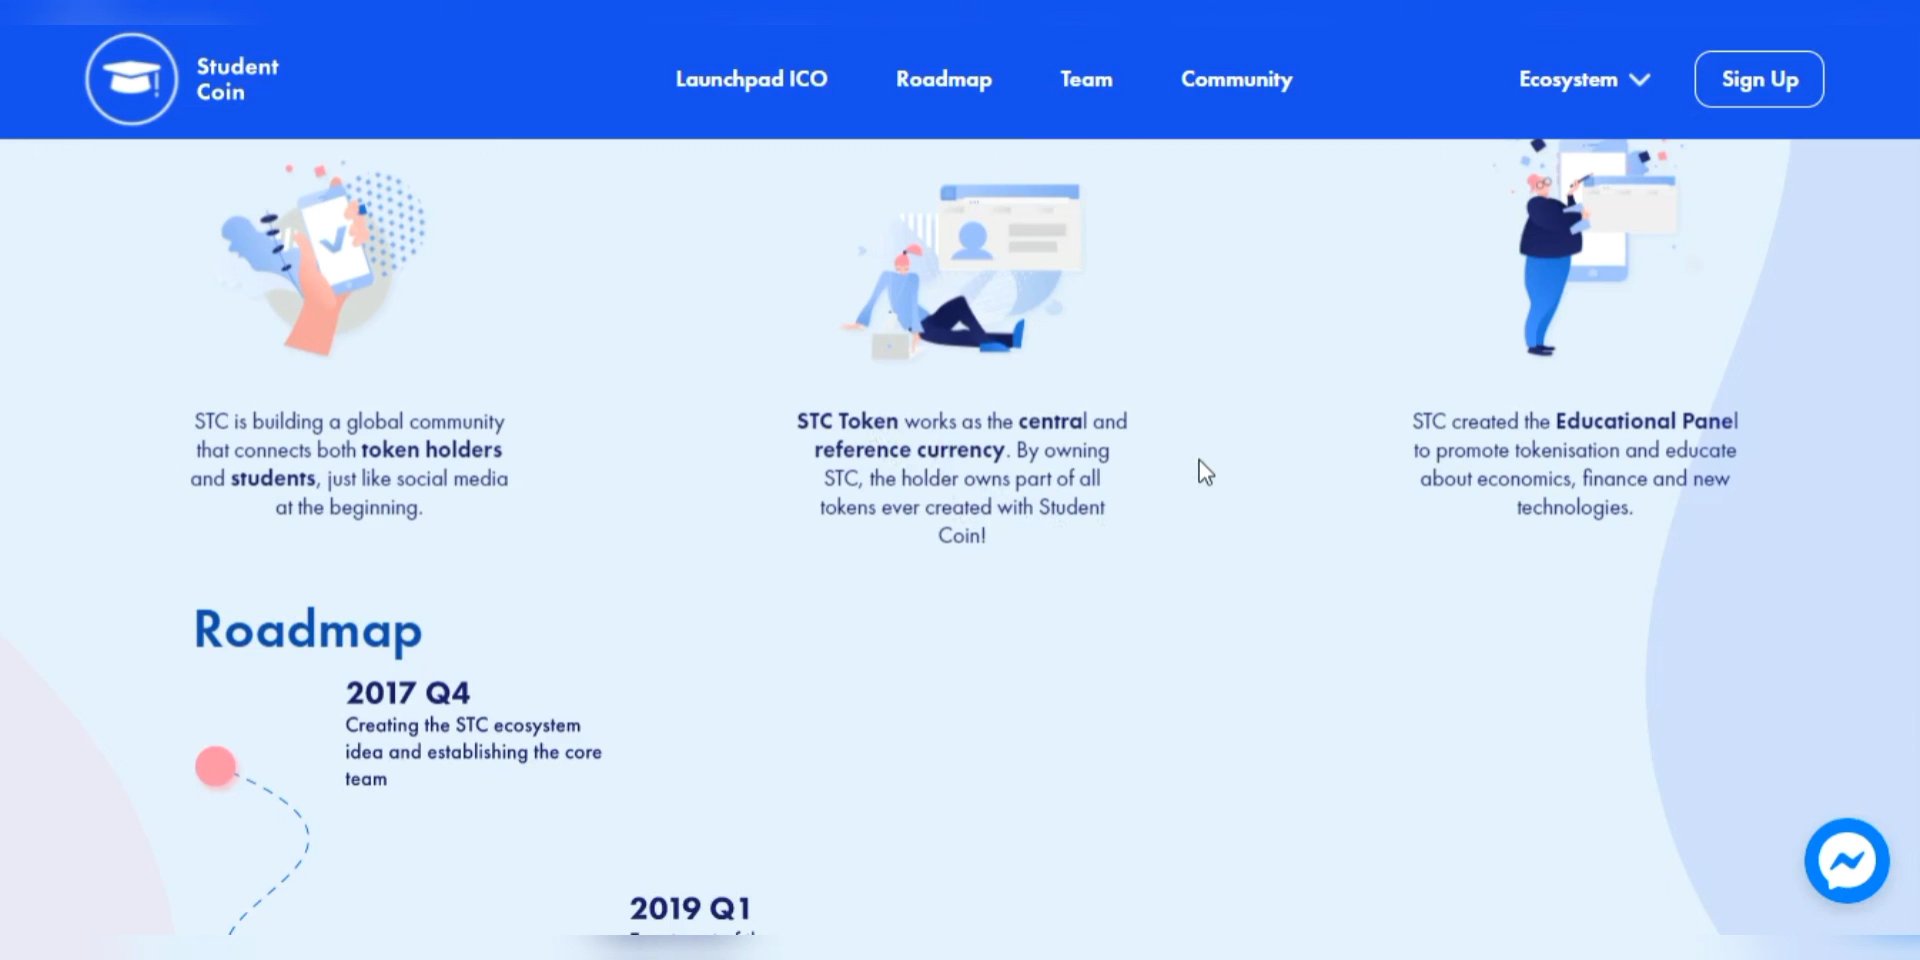 Student
Coin
Launchpad ICO
Roadmap
Team
Community
Ecosystem
Sign Up
STC is building a global community
that connects both token holders
and students, just like social media
at the beginning.
STC Token works as the central and
reference currency. By owning
STC, the holder owns part of all
tokens ever created with Student
Coin!
STC created the Educational Panel
to promote tokenisation and educate
about economics, finance and new
technologies.
Roadmap
2017 Q4
Creating the STC ecosystem
idea and establishing the core
team
2019 Q1